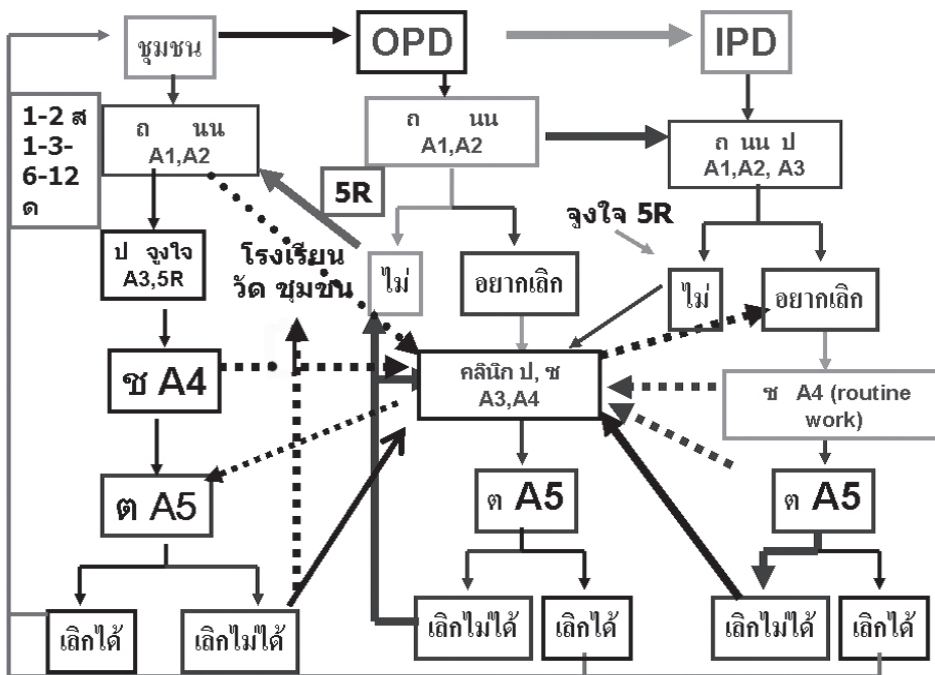 ชุมชน
OPD
IPD
1-2 ส
1-3-
6-12
ด
ถ นน
A1,A2
ถ นน
A1,A2
ถ นน ป
A1,A2, A3
5R
จูงใจ 5R
ป จูงใจ
A3,5R
โรงเรียน
วัด ชุมชน
ไม่
อยากเลิก
ไม่
อยากเลิก
ช A4
คลินิก ป, ช
A3,A4
ช A4 (routine
work)
ต A5
ต A5
ต A5
เลิกได้
เลิกไม่ได้
เลิกไม่ได้
เลิกได้
เลิกไม่ได้
เลิกได้